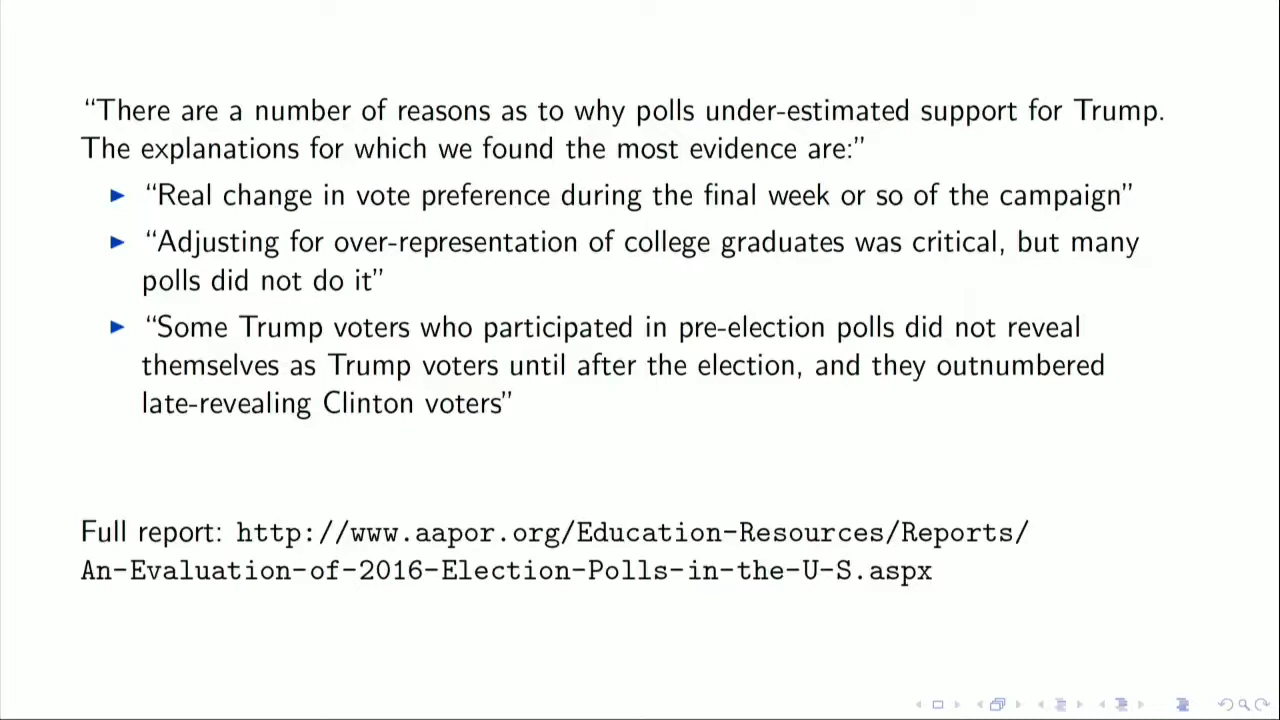 “There are a number of reasons as to why polls under-estimated support for Trump.
The explanations for which we found the most evidence are:”
“Real change in vote preference during the final week or so of the campaign”
“Adjusting for over-representation of college graduates was critical, but many
polls did not do it”
“Some Trump voters who participated in pre-election polls did not reveal
themselves as Trump voters until after the election, and they outnumbered
late-revealing Clinton voters”
Full report: http://www.aapor.org/Education-Resources/Reports/
An-Evaluation-of-2016-Election-Polls-in-the-U-S.aspx